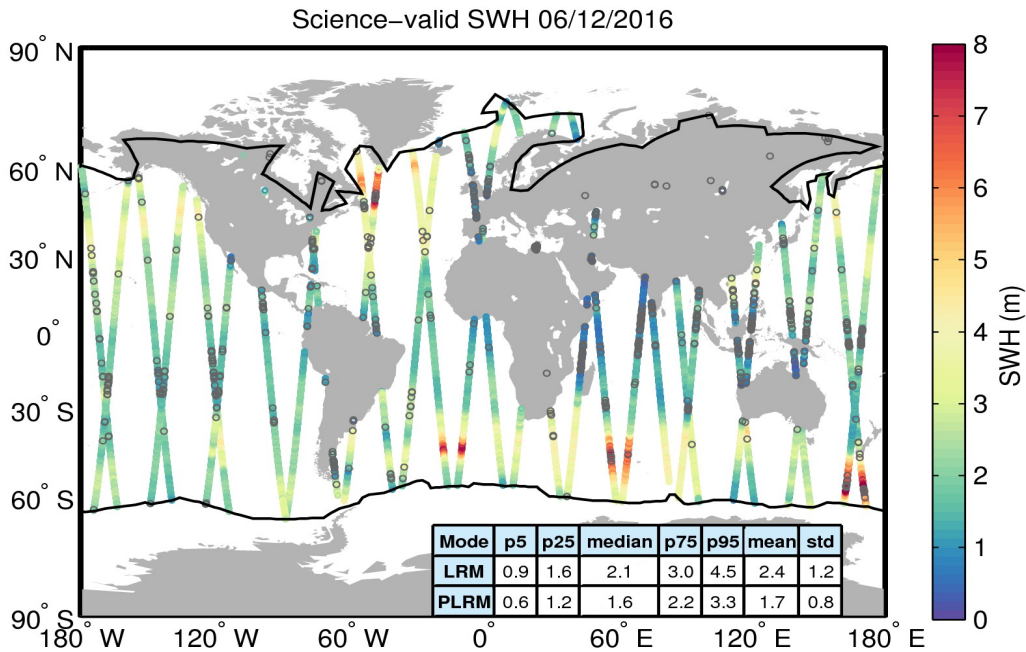 Science-valid SWH 06/12/2016
90° N
60° N
30° N
0°
30° S
60° S
90° S
180° W
120° W
60° W
0°
60° E
120° E
180° E
Mode p5 p25 median p75 p95 mean std
LRM 0.9 1.6 2.1 3.0 4.5 2.4 1.2
PLRM 0.6 1.2 1.6 2.2 3.3 1.7 0.8
8
7
6
5
4
3
2
1
0
SWH (m)